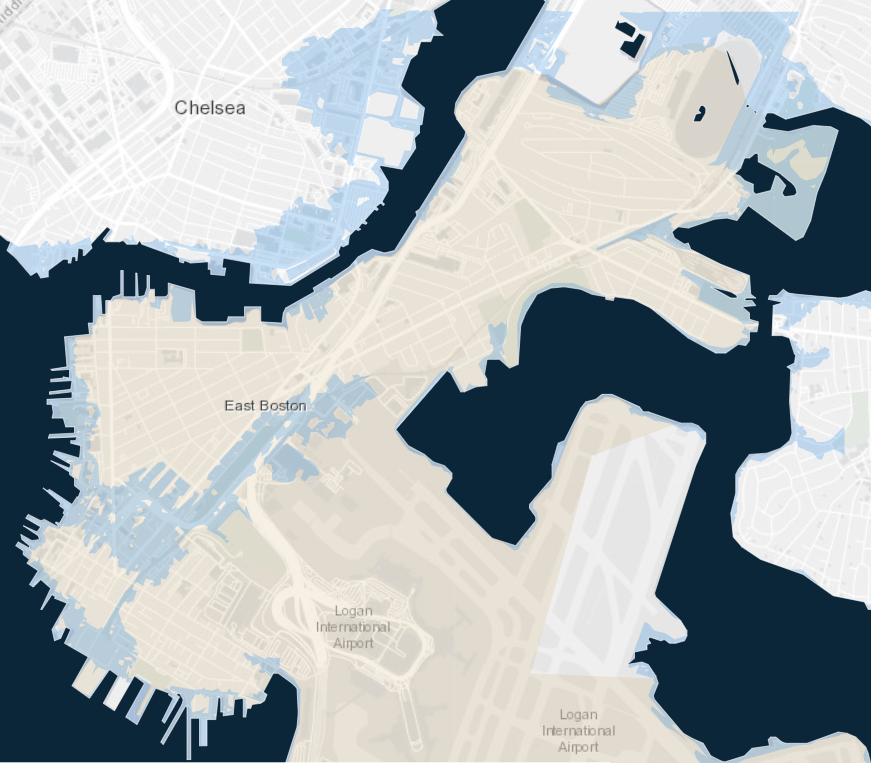 Chelsea
East Boston
Logan
International
Airport
Logan
International
Airport